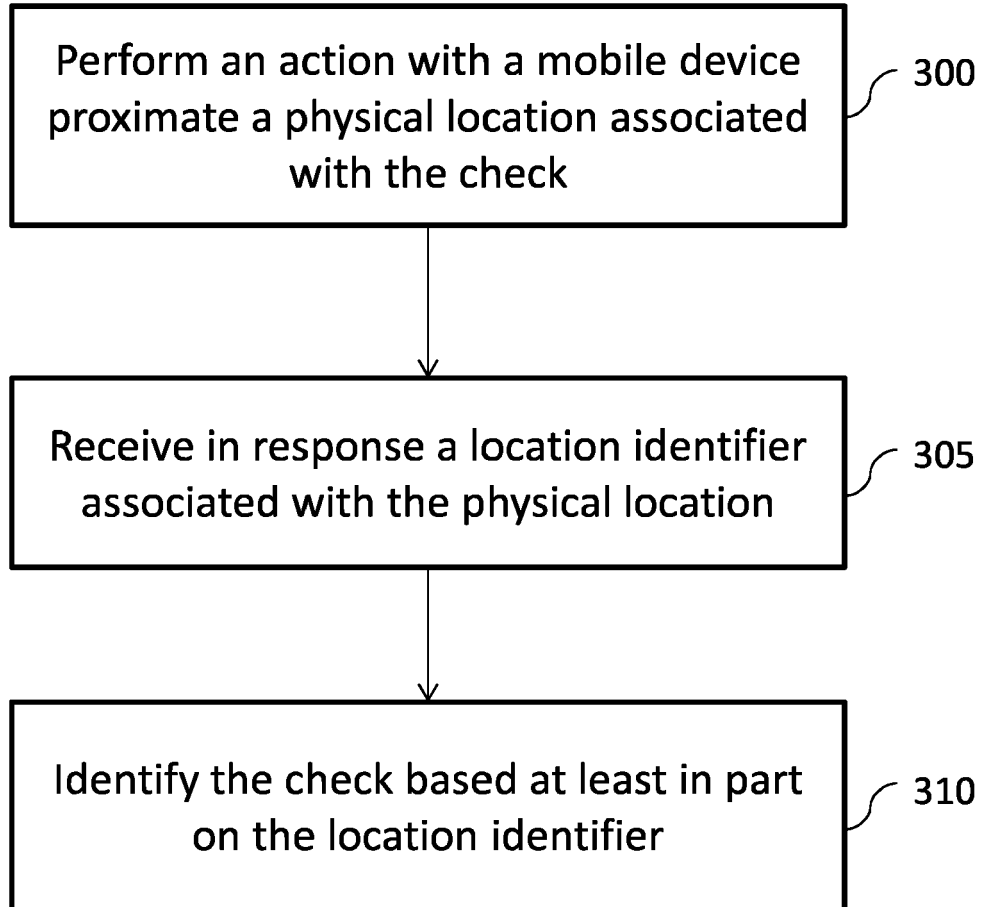 Perform an action with a mobile device
300
proximate a physical location associated
with the check
Receive in response a location identifier
305
associated with the physical location
Identify the check based at least in part
310
on the location identifier